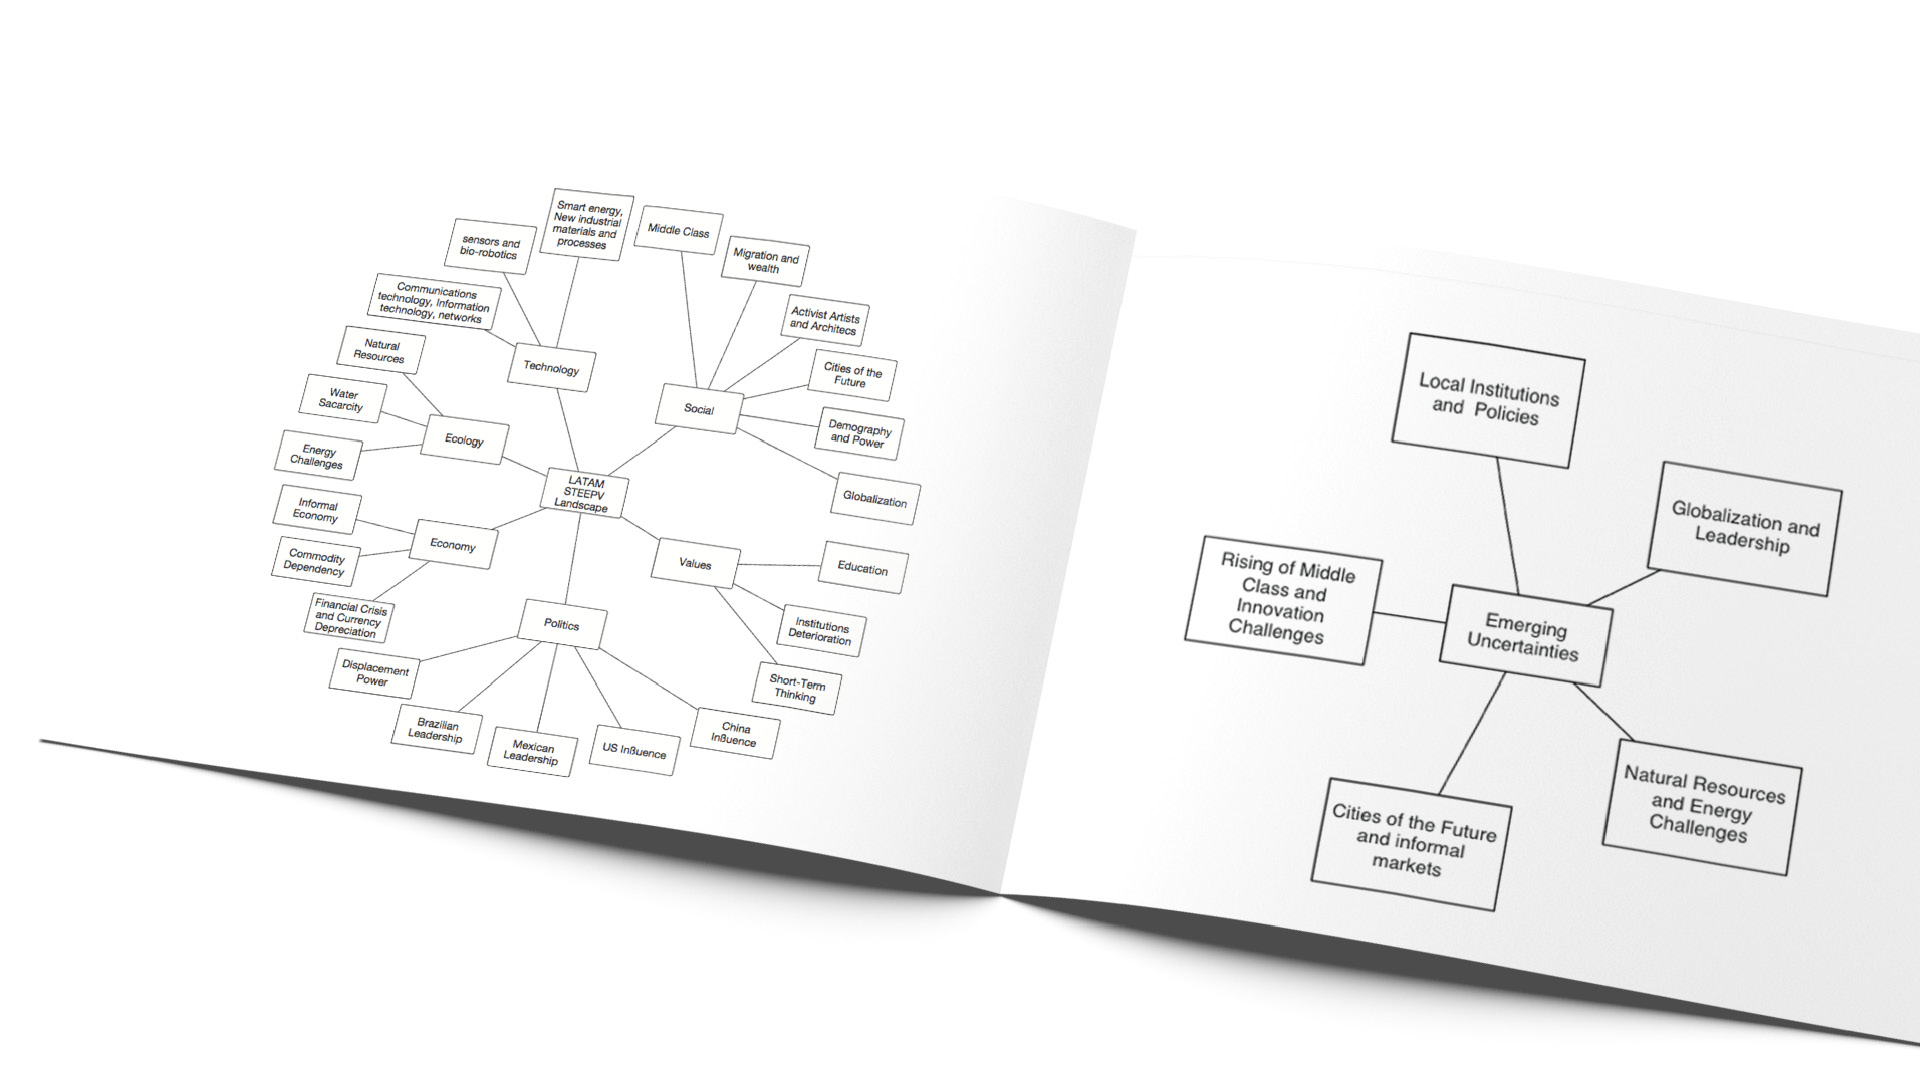 Smart energy,
New industrial
materials and
processes
Middle Class
sensors and
bio-robotics
Migration and
wealth
Communications
technology, Information
technology, networks
Activist Artists
and Architecs
Natural
Resources
Technology
Cities of the
Future
Water
Sacarcity
Social
Demography
and Power
Ecology
Energy
Challenges
LATAM
STEEPV
Landscape
Globalization
Informal
Economy
Economy
Commodity
Dependency
Values
Education
Financial Crisis
and Currency
Depreciation
Politics
Institutions
Deterioration
Displacement
Power
Short-Term
Thinking
Brazilian
Leadership
Mexican
Leadership
US Inßuence
China
Inßuence
Local Institutions
and Policies
Globalization and
Leadership
Rising of Middle
Class and
Innovation
Challenges
Emerging
Uncertainties
Natural Resources
and Energy
Challenges
Cities of the Future
and informal
markets